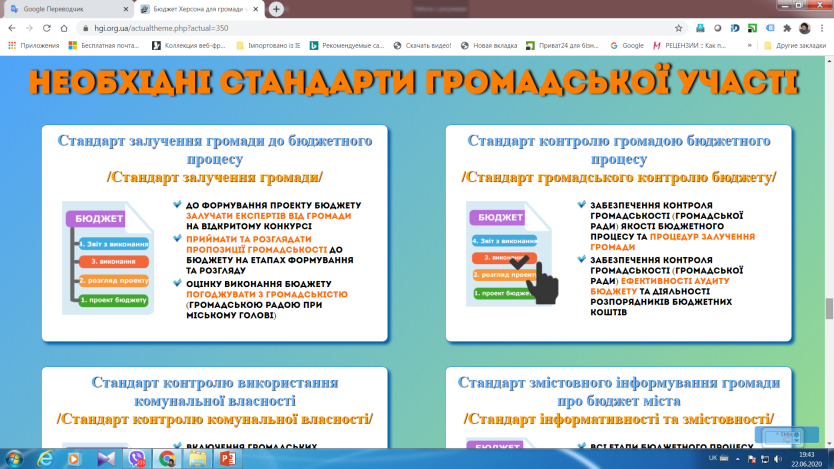 Google Переводчик
Бюджет Херсона для громади
hgi.org.ua/actualtheme.php?actual=350
Приложения
Бесплатная почта...
Коллекция веб-фр...
Імпортовано із IE
Рекомендуемые са...
Скачать видео!
Новая вкладка
Приват24 для бізн...
Google
РЕЦЕНЗИИ :: Как п...
»
Другие закладки
НЕОБХІДНІ СТАНДАРТИ ГРОМАДСЬКОЇ УЧАСТІ
Стандарт залучення громади до бюджетного
процесу
/Стандарт залучення громади/
БЮДЖЕТ
4. Звіт з виконання
3. виконання
2. розгляд проекту
1. проект бюджету
ДО ФОРМУВАННЯ ПРОЕКТУ БЮДЖЕТУ
ЗАЛУЧАТИ ЕКСПЕРТІВ ВІД ГРОМАДИ
НА ВІДКРИТОМУ КОНКУРСІ
ПРИЙМАТИ ТА РОЗГЛЯДАТИ
ПРОПОЗИЦІЇ ГРОМАДСЬКОСТІ ДО
БЮДЖЕТУ НА ЕТАПАХ ФОРМУВАННЯ
ТА РОЗГЛЯДУ
ОЦІНКУ ВИКОНАННЯ БЮДЖЕТУ
ПОГОДЖУВАТИ З ГРОМАДСЬКІСТЮ
(ГРОМАДСЬКОЮ РАДОЮ ПРИ
МІСЬКОМУ ГОЛОВІ)
Стандарт контролю громадою бюджетного
процесу
/Стандарт громадського контролю бюджету/
БЮДЖЕТ
4. Звіт з виконання
3. виконання
2. розгляд проекту
1. проект бюджету
ЗАБЕЗПЕЧЕННЯ КОНТРОЛЯ
ГРОМАДСЬКОСТІ (ГРОМАДСЬКОЇ
РАДИ) ЯКОСТІ БЮДЖЕТНОГО
ПРОЦЕСУ ТА ПРОЦЕДУР ЗАЛУЧЕННЯ
ГРОМАДИ
ЗАБЕЗПЕЧЕННЯ КОНТРОЛЯ
ГРОМАДСЬКОСТІ (ГРОМАДСЬКОЇ
РАДИ) ЕФЕКТИВНОСТІ АУДИТУ
БЮДЖЕТУ ТА ДІЯЛЬНОСТІ
РОЗПОРЯДНИКІВ БЮДЖЕТНИХ
КОШТІВ
Стандарт контролю використання
комунальної власності
/Стандарт контролю комунальної власності/
ВКЛЮЧЕННЯ ГРОМАДСЬКИХ
Стандарт змістовного інформування громади
про бюджет міста
/Стандарт інформативності та змістовності/
БЮДЖЕТ
ВСІ ЕТАПИ БЮДЖЕТНОГО ПРОЦЕСУ
UK
19:43
22.06.2020